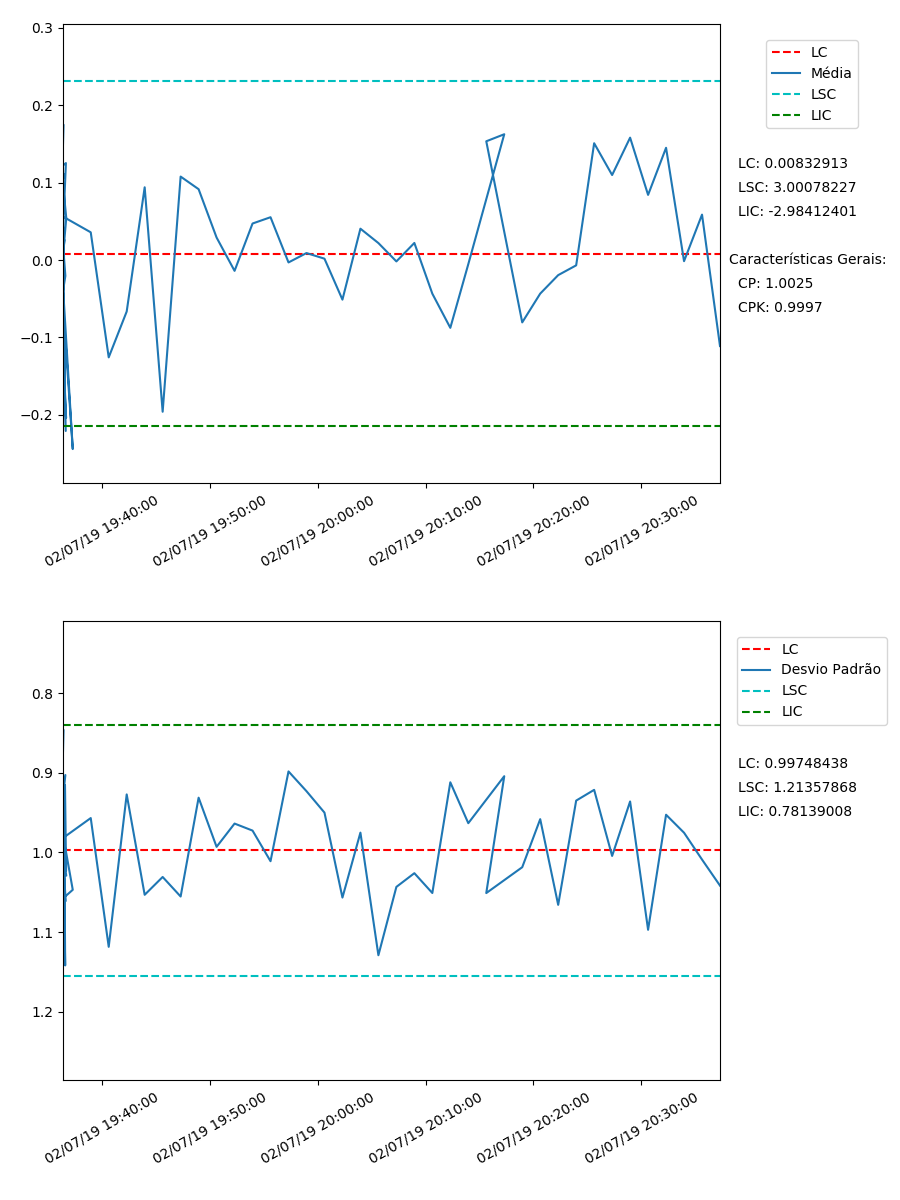 0.3
0.2
0.1
0.0
−0.1
−0.2
02/07/19 19:40:00
02/07/19 19:50:00
02/07/19 20:00:00
02/07/19 20:10:00
02/07/19 20:20:00
02/07/19 20:30:00
LC
Média
LSC
LIC
LC: 0.00832913
LSC: 3.00078227
LIC: -2.98412401
Características Gerais:
CP: 1.0025
CPK: 0.9997
0.8
0.9
1.0
1.1
1.2
02/07/19 19:40:00
02/07/19 19:50:00
02/07/19 20:00:00
02/07/19 20:10:00
02/07/19 20:20:00
02/07/19 20:30:00
LC
Desvio Padrão
LSC
LIC
LC: 0.99748438
LSC: 1.21357868
LIC: 0.78139008